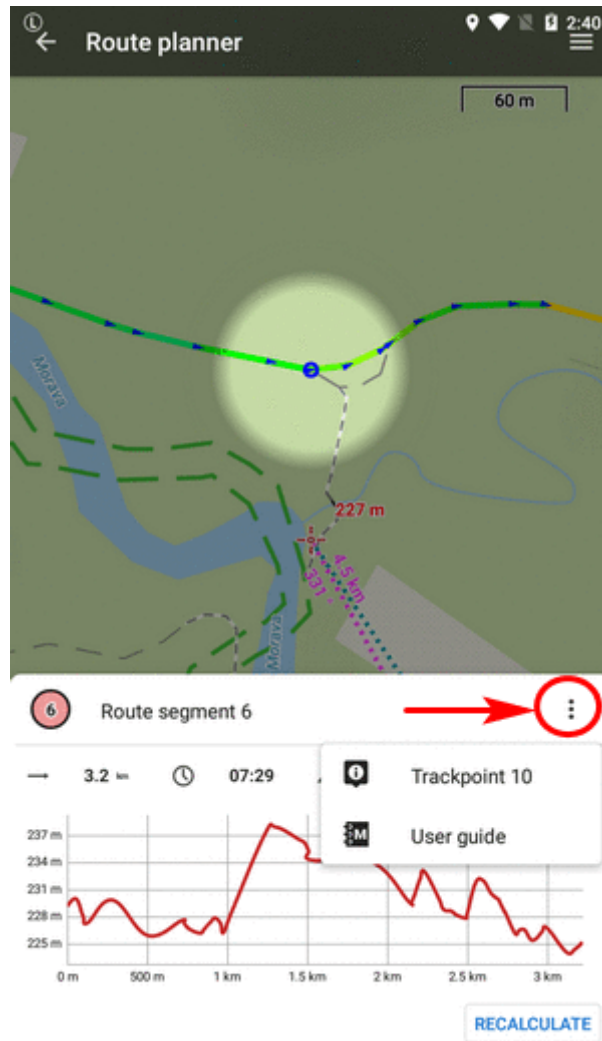 L
2:40
Route planner
60 m
Morava
227 m
4.5 km
331
Morava
6
Route segment 6
3.2 km
07:29
Trackpoint 10
M
User guide
237 m
234 m
231 m
228 m
225 m
0 m
500 m
1 km
1.5 km
2 km
2.5 km
3 km
RECALCULATE